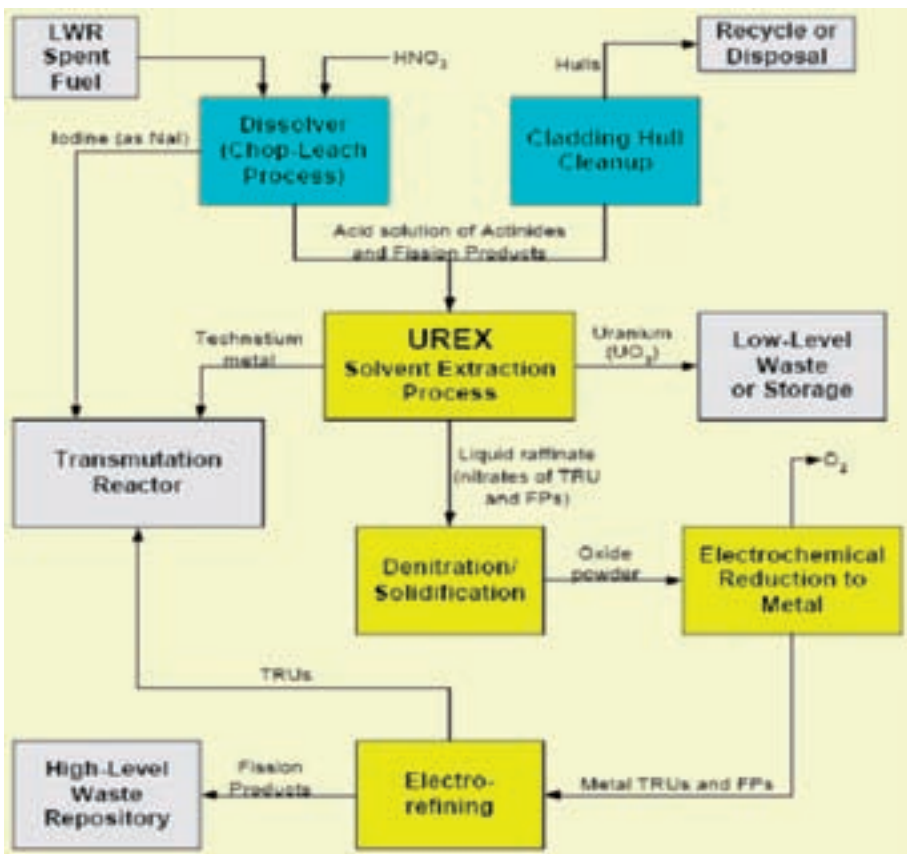 LWR
Spent
Fuel
HNO₃
Hulls
Recycle or
Disposal
Iodine (as NaI)
Dissolver
(Chop-Leach
Process)
Cladding Hull
Cleanup
Acid solution of Actinides
and Fission Products
Technetium
metal
UREX
Solvent Extraction
Process
Uranium
(UO₃)
Low-Level
Waste
or Storage
Transmutation
Reactor
Liquid raffinate
(nitrates of TRU
and FPs)
O₂
Denitration/
Solidification
Oxide
powder
Electrochemical
Reduction to
Metal
TRUs
High-Level
Waste
Repository
Fission
Products
Electro-
refining
Metal TRUs and FPs